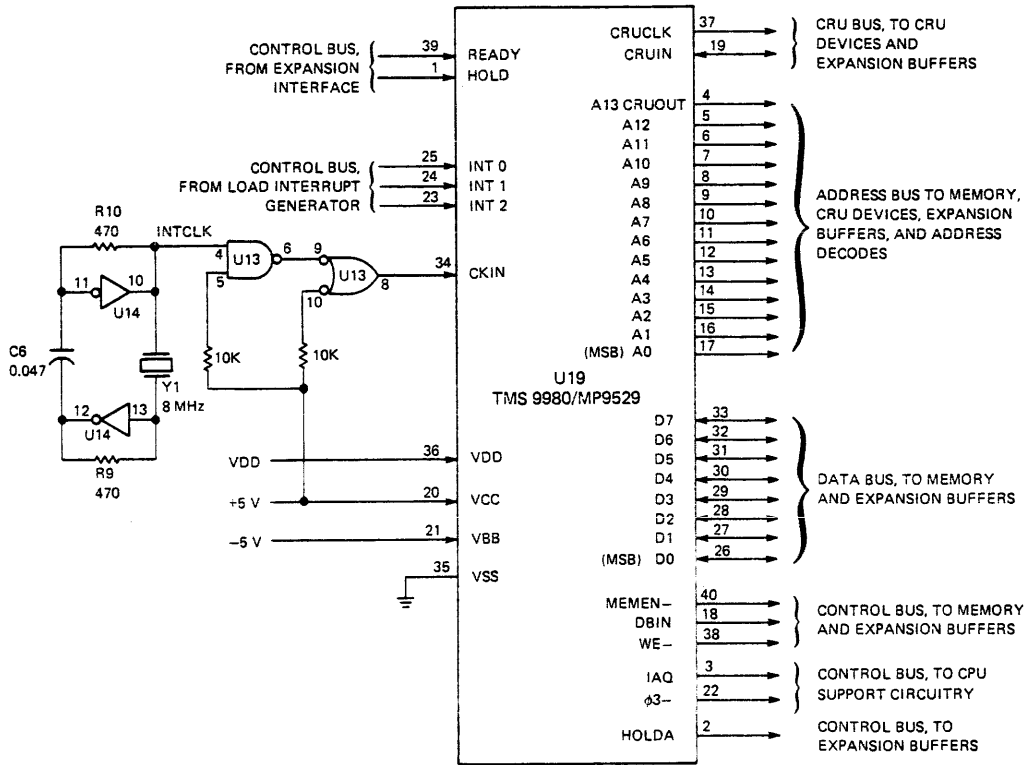 CONTROL BUS,
FROM EXPANSION
INTERFACE
39
READY
1
HOLD
CONTROL BUS,
FROM LOAD INTERRUPT
GENERATOR
25
INT 0
24
INT 1
23
INT 2
R10
470
INTCLK
4
5
U13
6
9
10
U13
8
34
CKIN
11
10
U14
C6
0.047
Y1
8 MHz
12
13
U14
R9
470
10K
10K
VDD
36
VDD
+5 V
20
VCC
−5 V
21
VBB
35
VSS
U19
TMS 9980/MP9529
CRUCLK
37
CRUIN
19
CRU BUS, TO CRU
DEVICES AND
EXPANSION BUFFERS
A13 CRUOUT
4
A12
5
A11
6
A10
7
A9
8
A8
9
A7
10
A6
11
A5
12
A4
13
A3
14
A2
15
A1
16
(MSB) A0
17
ADDRESS BUS TO MEMORY,
CRU DEVICES, EXPANSION
BUFFERS, AND ADDRESS
DECODES
D7
33
D6
32
D5
31
D4
30
D3
29
D2
28
D1
27
(MSB) D0
26
DATA BUS, TO MEMORY
AND EXPANSION BUFFERS
MEMEN−
40
DBIN
18
WE−
38
CONTROL BUS, TO MEMORY
AND EXPANSION BUFFERS
IAQ
3
ϕ3−
22
CONTROL BUS, TO CPU
SUPPORT CIRCUITRY
HOLDA
2
CONTROL BUS, TO
EXPANSION BUFFERS